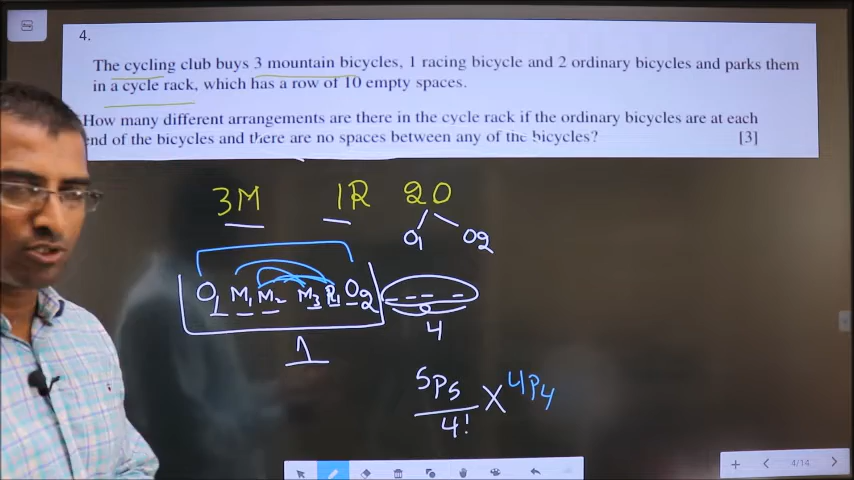 4.
The cycling club buys 3 mountain bicycles, 1 racing bicycle and 2 ordinary bicycles and parks them
in a cycle rack, which has a row of 10 empty spaces.
How many different arrangements are there in the cycle rack if the ordinary bicycles are at each
end of the bicycles and there are no spaces between any of the bicycles? [3]
3M 1R 2O
O1 O2
O1 M1 M2 M3 R1 O2
4
1
5P5 X 4P4
4!
4/14